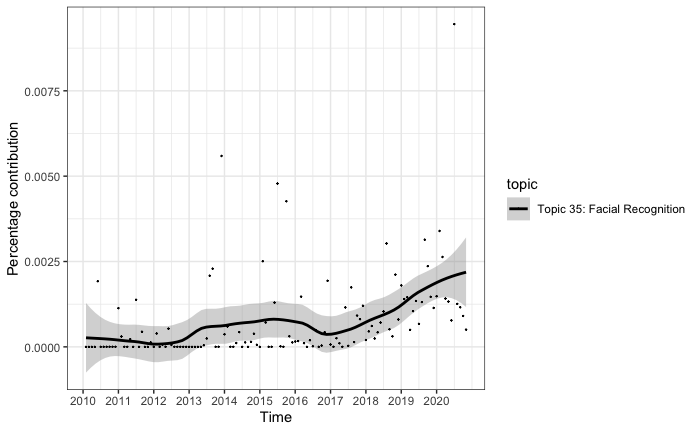 0.0075
0.0050
0.0025
0.0000
Percentage contribution
2010 2011 2012 2013 2014 2015 2016 2017 2018 2019 2020
Time
topic
Topic 35: Facial Recognition